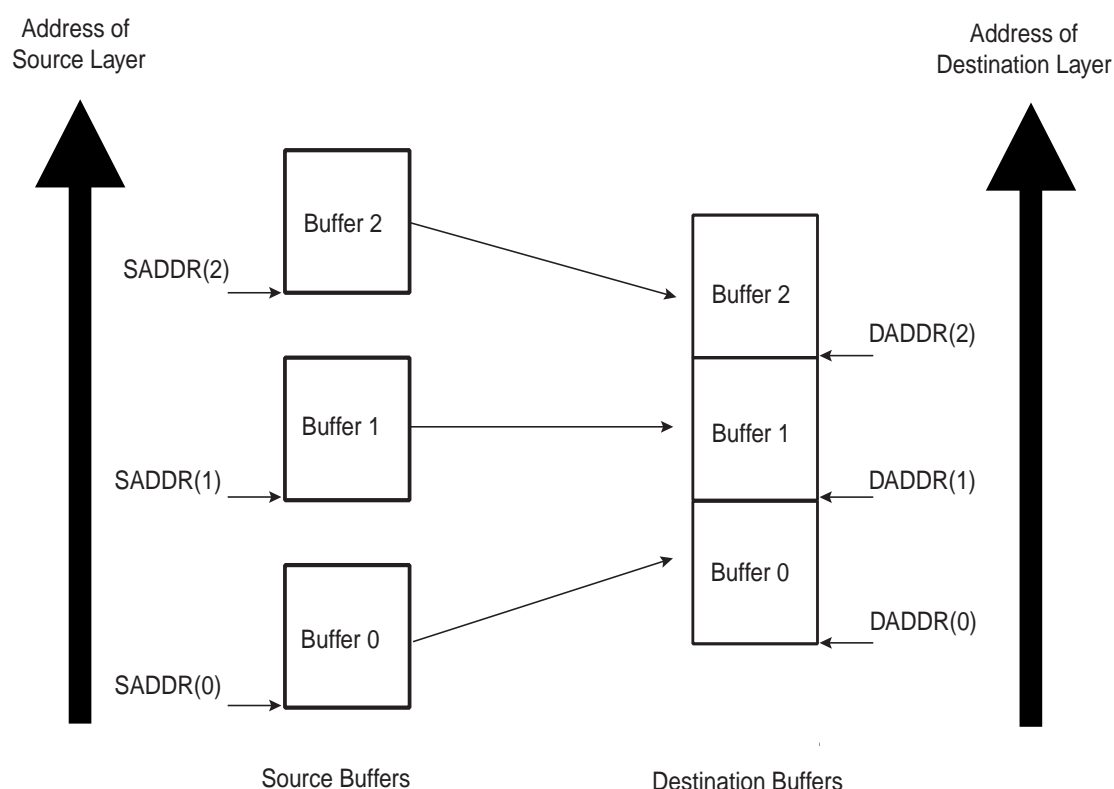 Address of
Source Layer
Address of
Destination Layer
Buffer 2
SADDR(2)
Buffer 2
DADDR(2)
Buffer 1
Buffer 1
SADDR(1)
DADDR(1)
Buffer 0
Buffer 0
DADDR(0)
SADDR(0)
Source Buffers
Destination Buffers